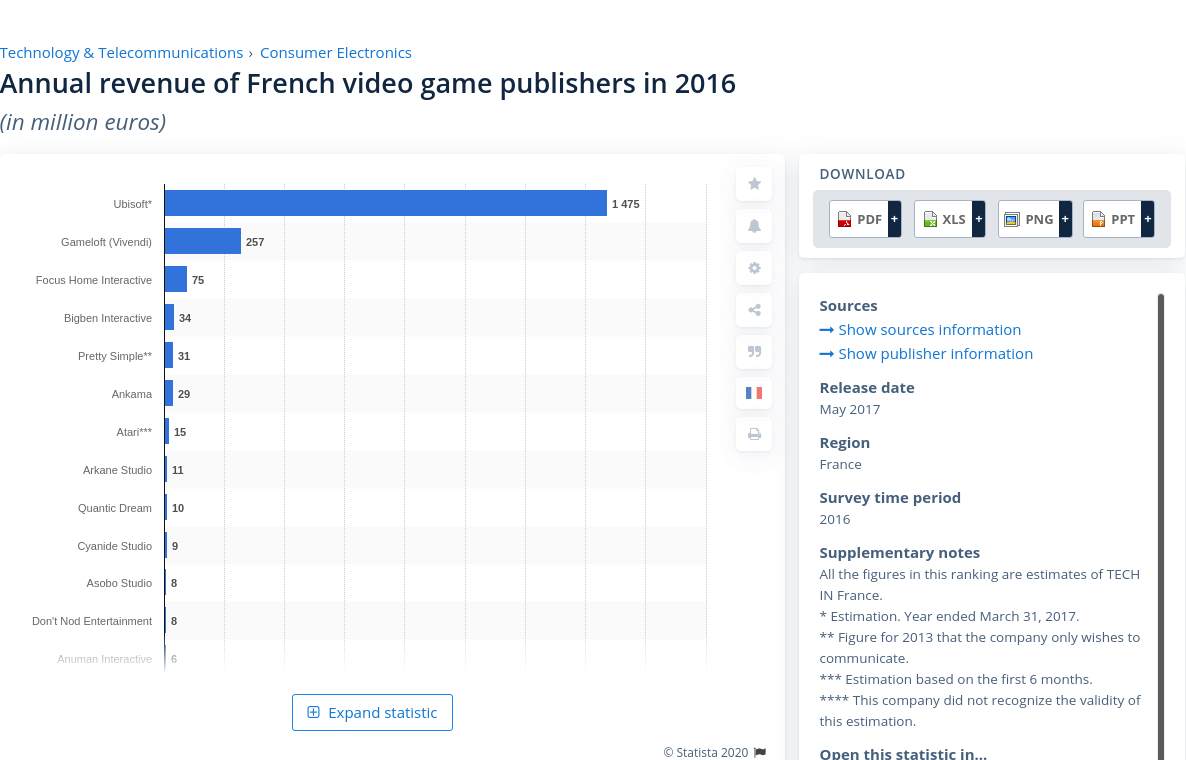 Technology & Telecommunications › Consumer Electronics
Annual revenue of French video game publishers in 2016
(in million euros)
Ubisoft* 1 475
Gameloft (Vivendi) 257
Focus Home Interactive 75
Bigben Interactive 34
Pretty Simple** 31
Ankama 29
Atari*** 15
Arkane Studio 11
Quantic Dream 10
Cyanide Studio 9
Asobo Studio 8
Don't Nod Entertainment 8
Anuman Interactive 6
Expand statistic
© Statista 2020
DOWNLOAD
PDF + XLS + PNG + PPT +
Sources
Show sources information
Show publisher information
Release date
May 2017
Region
France
Survey time period
2016
Supplementary notes
All the figures in this ranking are estimates of TECH
IN France.
* Estimation. Year ended March 31, 2017.
** Figure for 2013 that the company only wishes to
communicate.
*** Estimation based on the first 6 months.
**** This company did not recognize the validity of
this estimation.
Open this statistic in...